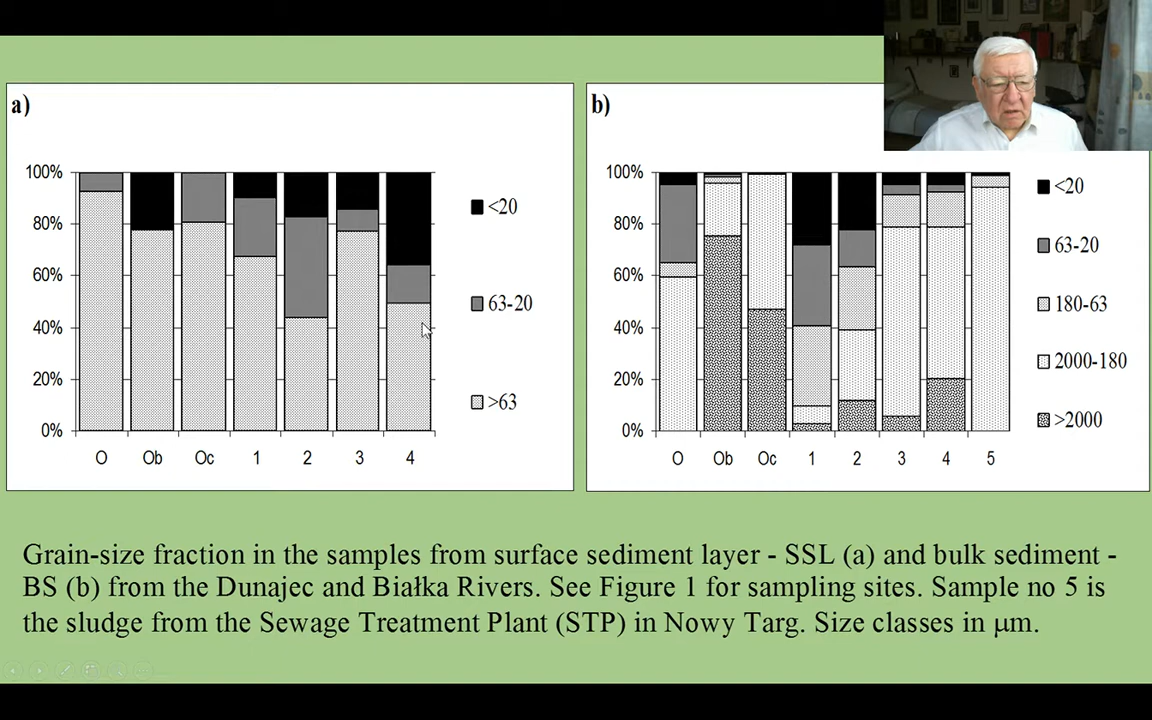 a)
100%
80%
60%
40%
20%
0%
O Ob Oc 1 2 3 4
<20
63-20
>63
b)
100%
80%
60%
40%
20%
0%
O Ob Oc 1 2 3 4 5
<20
63-20
180-63
2000-180
>2000
Grain-size fraction in the samples from surface sediment layer - SSL (a) and bulk sediment -
BS (b) from the Dunajec and Białka Rivers. See Figure 1 for sampling sites. Sample no 5 is
the sludge from the Sewage Treatment Plant (STP) in Nowy Targ. Size classes in μm.